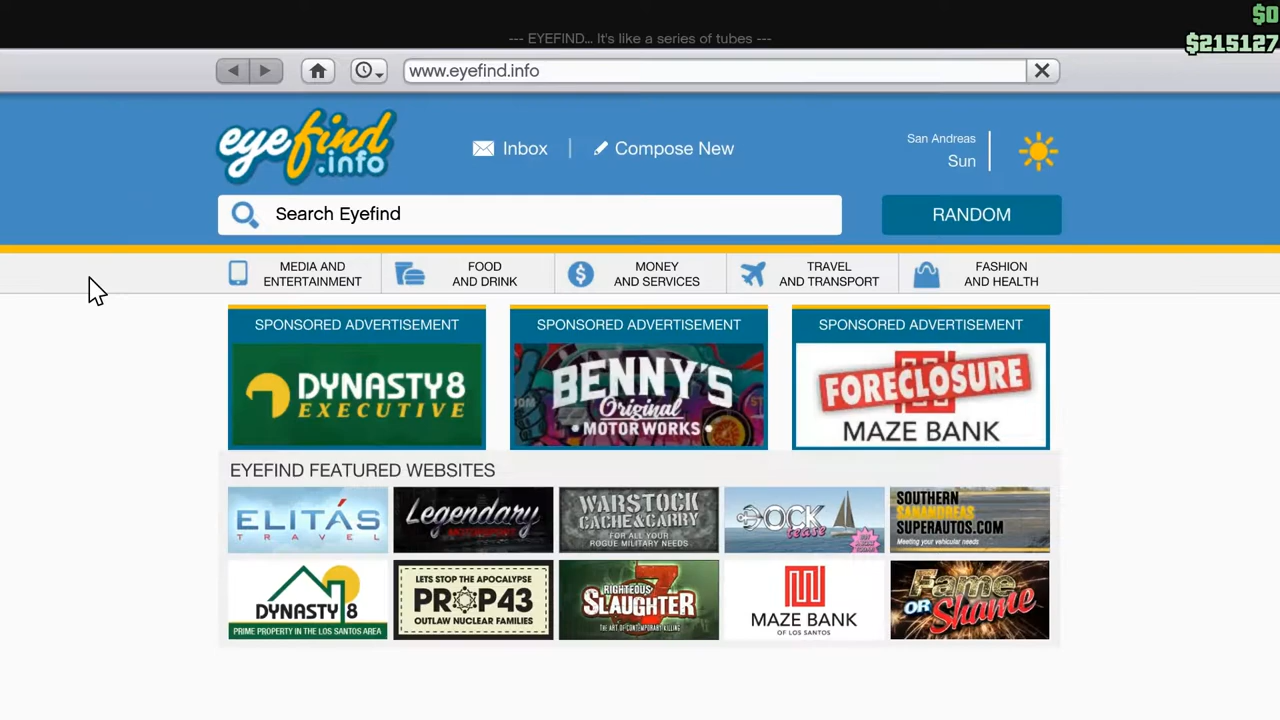 $0
--- EYEFIND... It's like a series of tubes ---
$215127
www.eyefind.info
eyefind
.info
Inbox
Compose New
San Andreas
Sun
Search Eyefind
RANDOM
MEDIA AND
ENTERTAINMENT
FOOD
AND DRINK
MONEY
AND SERVICES
TRAVEL
AND TRANSPORT
FASHION
AND HEALTH
SPONSORED ADVERTISEMENT
DYNASTY8
EXECUTIVE
SPONSORED ADVERTISEMENT
BENNY'S
Original
MOTOR WORKS
SPONSORED ADVERTISEMENT
FORECLOSURE
MAZE BANK
EYEFIND FEATURED WEBSITES
ELITÁS
TRAVEL
Legendary
MOTORSPORT
WARSTOCK
CACHE&CARRY
FOR ALL YOUR
ROGUE MILITARY NEEDS
DOCK
tease
SOUTHERN
SANANDREAS
SUPERAUTOS.COM
Meeting your vehicular needs
DYNASTY 8
PRIME PROPERTY IN THE LOS SANTOS AREA
LETS STOP THE APOCALYPSE
PROP43
OUTLAW NUCLEAR FAMILIES
RIGHTEOUS
SLAUGHTER
7
THE ART OF CONTEMPORARY KILLING
MAZE BANK
OF LOS SANTOS
Fame
OR Shame